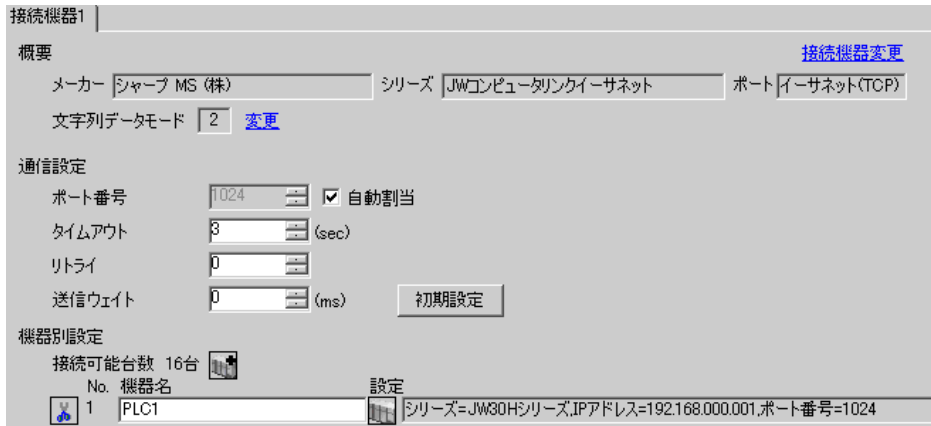 接続機器1
概要 接続機器変更
メーカー シャープ MS (株) シリーズ JWコンピュータリンクイーサネット ポート イーサネット(TCP)
文字列データモード 2 変更
通信設定
ポート番号 1024 自動割当
タイムアウト 3 (sec)
リトライ 0
送信ウェイト 0 (ms) 初期設定
機器別設定
接続可能台数 16台
No. 機器名 設定
1 PLC1 シリーズ=JW30Hシリーズ,IPアドレス=192.168.000.001,ポート番号=1024